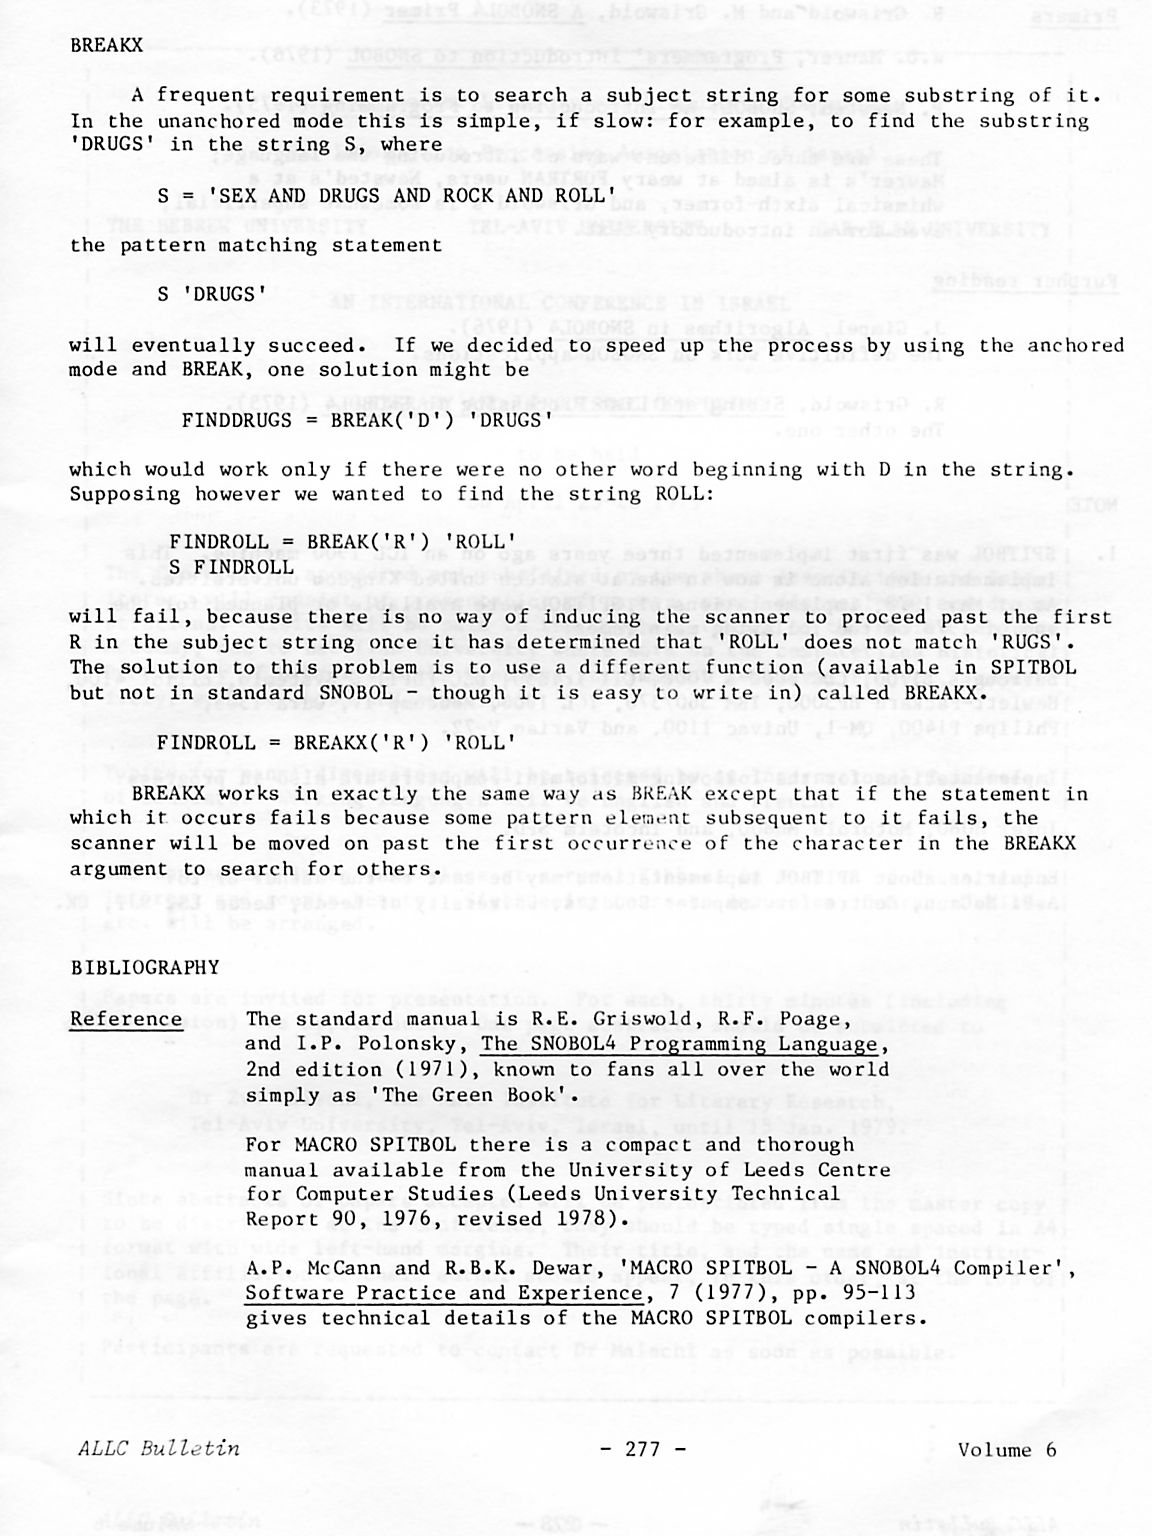 BREAKX
A frequent requirement is to search a subject string for some substring of it.
In the unanchored mode this is simple, if slow: for example, to find the substring
'DRUGS' in the string S, where
S = 'SEX AND DRUGS AND ROCK AND ROLL'
the pattern matching statement
S 'DRUGS'
will eventually succeed. If we decided to speed up the process by using the anchored
mode and BREAK, one solution might be
FINDDRUGS = BREAK('D') 'DRUGS'
which would work only if there were no other word beginning with D in the string.
Supposing however we wanted to find the string ROLL:
FINDROLL = BREAK('R') 'ROLL'
S FINDROLL
will fail, because there is no way of inducing the scanner to proceed past the first
R in the subject string once it has determined that 'ROLL' does not match 'RUGS'.
The solution to this problem is to use a different function (available in SPITBOL
but not in standard SNOBOL - though it is easy to write in) called BREAKX.
FINDROLL = BREAKX('R') 'ROLL'
BREAKX works in exactly the same way as BREAK except that if the statement in
which it occurs fails because some pattern element subsequent to it fails, the
scanner will be moved on past the first occurrence of the character in the BREAKX
argument to search for others.
BIBLIOGRAPHY
Reference The standard manual is R.E. Griswold, R.F. Poage,
and I.P. Polonsky, The SNOBOL4 Programming Language,
2nd edition (1971), known to fans all over the world
simply as 'The Green Book'.
For MACRO SPITBOL there is a compact and thorough
manual available from the University of Leeds Centre
for Computer Studies (Leeds University Technical
Report 90, 1976, revised 1978).
A.P. McCann and R.B.K. Dewar, 'MACRO SPITBOL - A SNOBOL4 Compiler',
Software Practice and Experience, 7 (1977), pp. 95-113
gives technical details of the MACRO SPITBOL compilers.
ALLC Bulletin - 277 - Volume 6